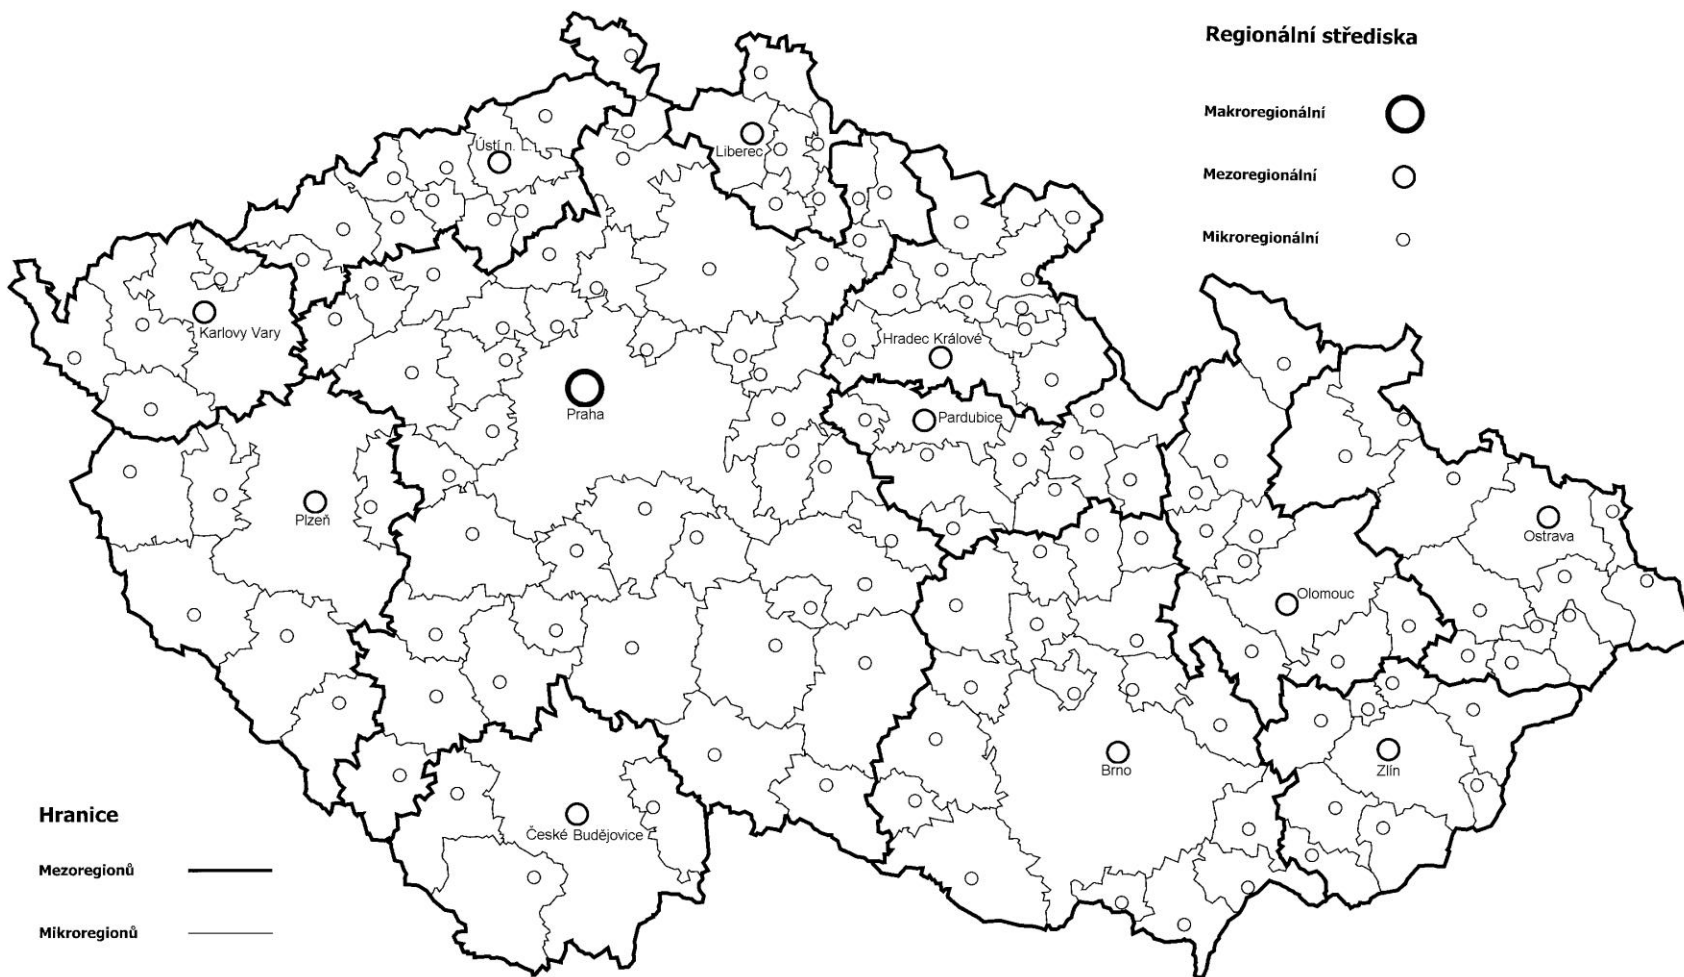 Regionální střediska
Makroregionální
Mezoregionální
Mikroregionální
Ústí n. L.
Liberec
Karlovy Vary
Hradec Králové
Praha
Pardubice
Plzeň
Ostrava
Olomouc
Brno
Zlín
České Budějovice
Hranice
Mezoregionů
Mikroregionů